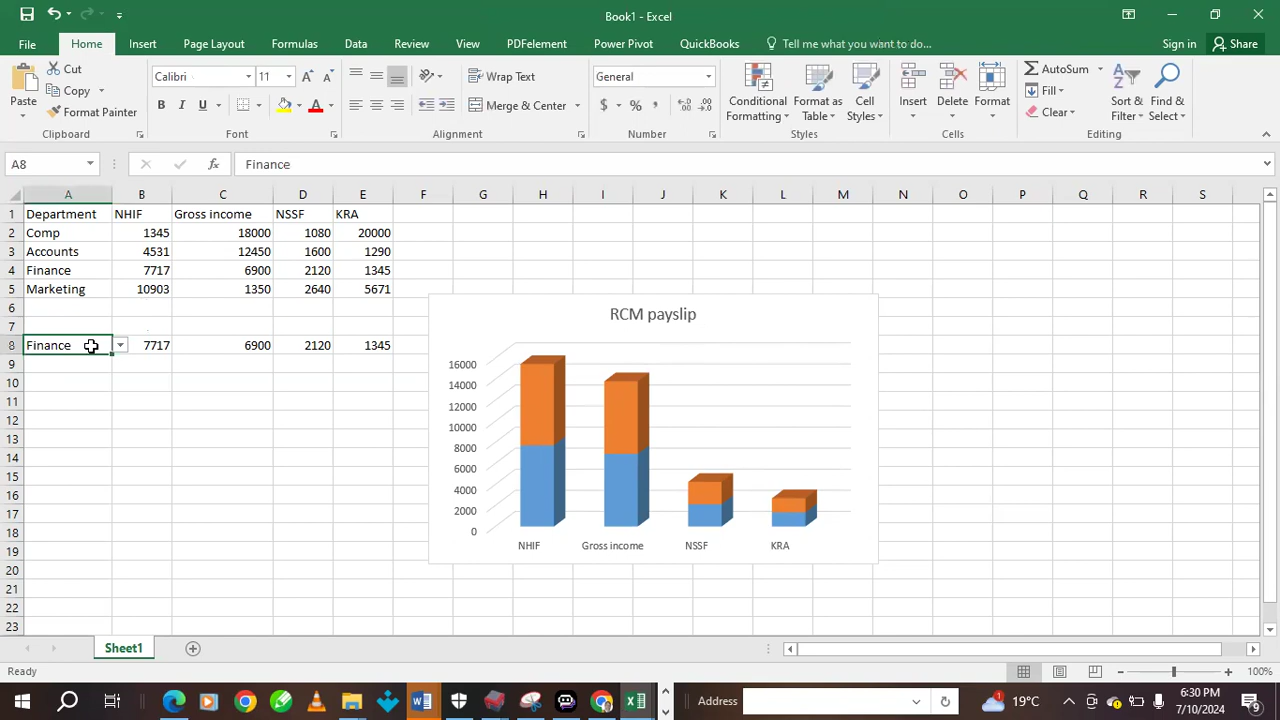 Book1 - Excel
File Home Insert Page Layout Formulas Data Review View PDFelement Power Pivot QuickBooks Tell me what you want to do... Sign in Share
Paste Cut Copy Format Painter Clipboard
Calibri 11 B I U A Font
Wrap Text Merge & Center Alignment
General $ % , Number
Conditional Formatting Format as Table Cell Styles Styles
Insert Delete Format Cells
AutoSum Fill Clear Sort & Filter Find & Select Editing
A8 fx Finance
A B C D E F G H I J K L M N O P Q R S
1 Department NHIF Gross income NSSF KRA
2 Comp 1345 18000 1080 20000
3 Accounts 4531 12450 1600 1290
4 Finance 7717 6900 2120 1345
5 Marketing 10903 1350 2640 5671
6
7
8 Finance 7717 6900 2120 1345
9
10
11
12
13
14
15
16
17
18
19
20
21
22
23
RCM payslip
16000
14000
12000
10000
8000
6000
4000
2000
0
NHIF Gross income NSSF KRA
Sheet1
Ready 100%
Address 1 19°C 6:30 PM
7/10/2024 9